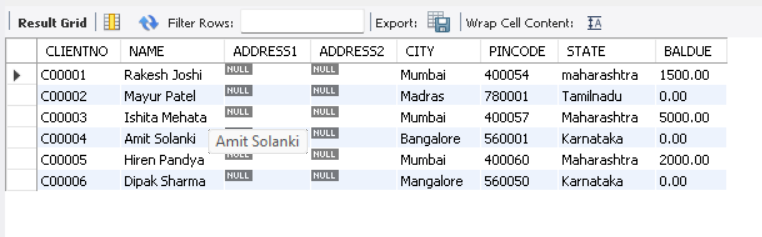 Result Grid Filter Rows: Export: Wrap Cell Content:
CLIENTNO NAME ADDRESS1 ADDRESS2 CITY PINCODE STATE BALDUE
C00001 Rakesh Joshi NULL NULL Mumbai 400054 maharashtra 1500.00
C00002 Mayur Patel NULL NULL Madras 780001 Tamilnadu 0.00
C00003 Ishita Mehata NULL NULL Mumbai 400057 Maharashtra 5000.00
C00004 Amit Solanki Amit Solanki NULL Bangalore 560001 Karnataka 0.00
C00005 Hiren Pandya NULL NULL Mumbai 400060 Maharashtra 2000.00
C00006 Dipak Sharma NULL NULL Mangalore 560050 Karnataka 0.00